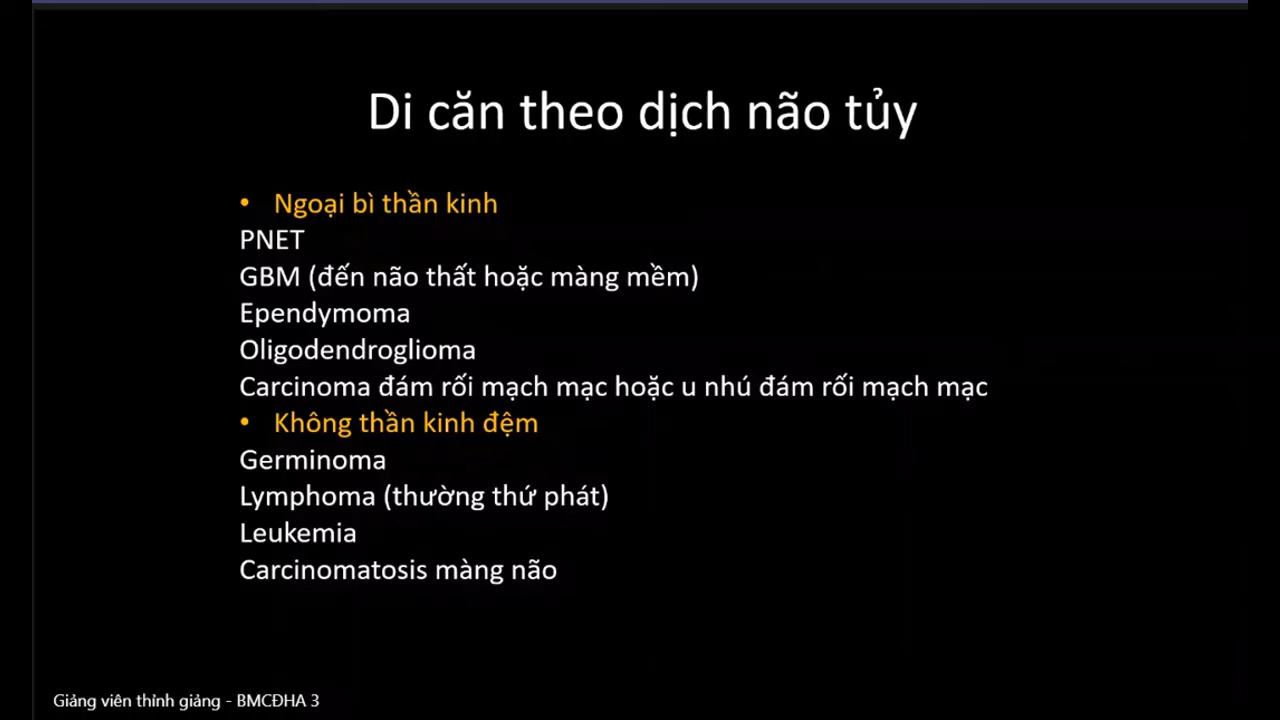 Di căn theo dịch não tủy
• Ngoại bì thần kinh
PNET
GBM (đến não thất hoặc màng mềm)
Ependymoma
Oligodendroglioma
Carcinoma đám rối mạch mạc hoặc u nhú đám rối mạch mạc
• Không thần kinh đệm
Germinoma
Lymphoma (thường thứ phát)
Leukemia
Carcinomatosis màng não
Giảng viên thỉnh giảng - BMCĐHA 3